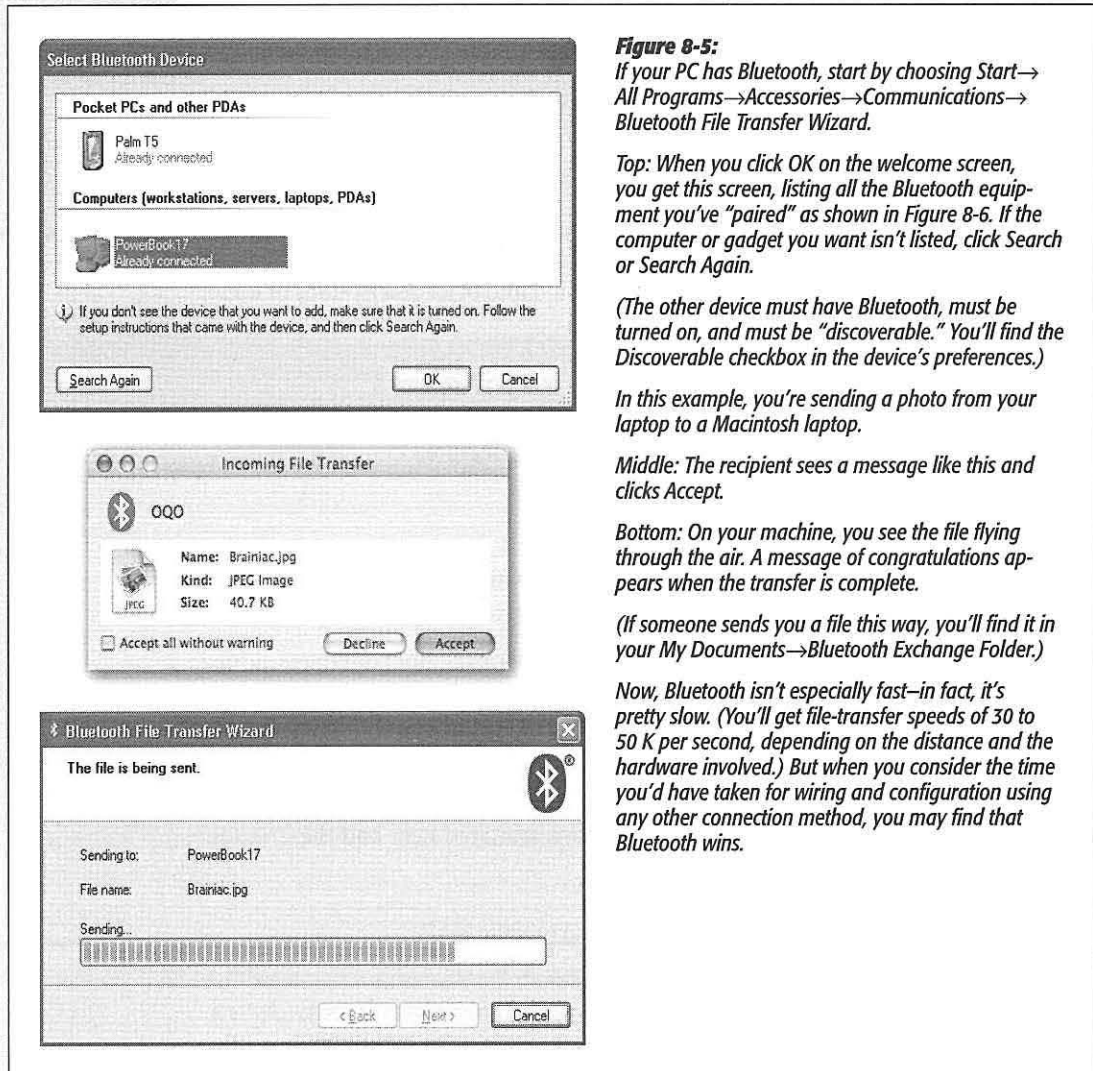 Select Bluetooth Device
Pocket PCs and other PDAs
Palm T5
Already connected
Computers (workstations, servers, laptops, PDAs)
PowerBook17
Already connected
If you don't see the device that you want to add, make sure that it is turned on. Follow the
setup instructions that came with the device, and then click Search Again.
Search Again
OK
Cancel
Incoming File Transfer
OQO
Name: Brainiac.jpg
Kind: JPEG Image
Size: 40.7 KB
JPEG
Accept all without warning
Decline
Accept
Bluetooth File Transfer Wizard
The file is being sent.
Sending to: PowerBook17
File name: Brainiac.jpg
Sending...
< Back
Next >
Cancel
Figure 8-5:
If your PC has Bluetooth, start by choosing Start→
All Programs→Accessories→Communications→
Bluetooth File Transfer Wizard.
Top: When you click OK on the welcome screen,
you get this screen, listing all the Bluetooth equip-
ment you've "paired" as shown in Figure 8-6. If the
computer or gadget you want isn't listed, click Search
or Search Again.
(The other device must have Bluetooth, must be
turned on, and must be "discoverable." You'll find the
Discoverable checkbox in the device's preferences.)
In this example, you're sending a photo from your
laptop to a Macintosh laptop.
Middle: The recipient sees a message like this and
clicks Accept.
Bottom: On your machine, you see the file flying
through the air. A message of congratulations ap-
pears when the transfer is complete.
(If someone sends you a file this way, you'll find it in
your My Documents→Bluetooth Exchange Folder.)
Now, Bluetooth isn't especially fast—in fact, it's
pretty slow. (You'll get file-transfer speeds of 30 to
50 K per second, depending on the distance and the
hardware involved.) But when you consider the time
you'd have taken for wiring and configuration using
any other connection method, you may find that
Bluetooth wins.